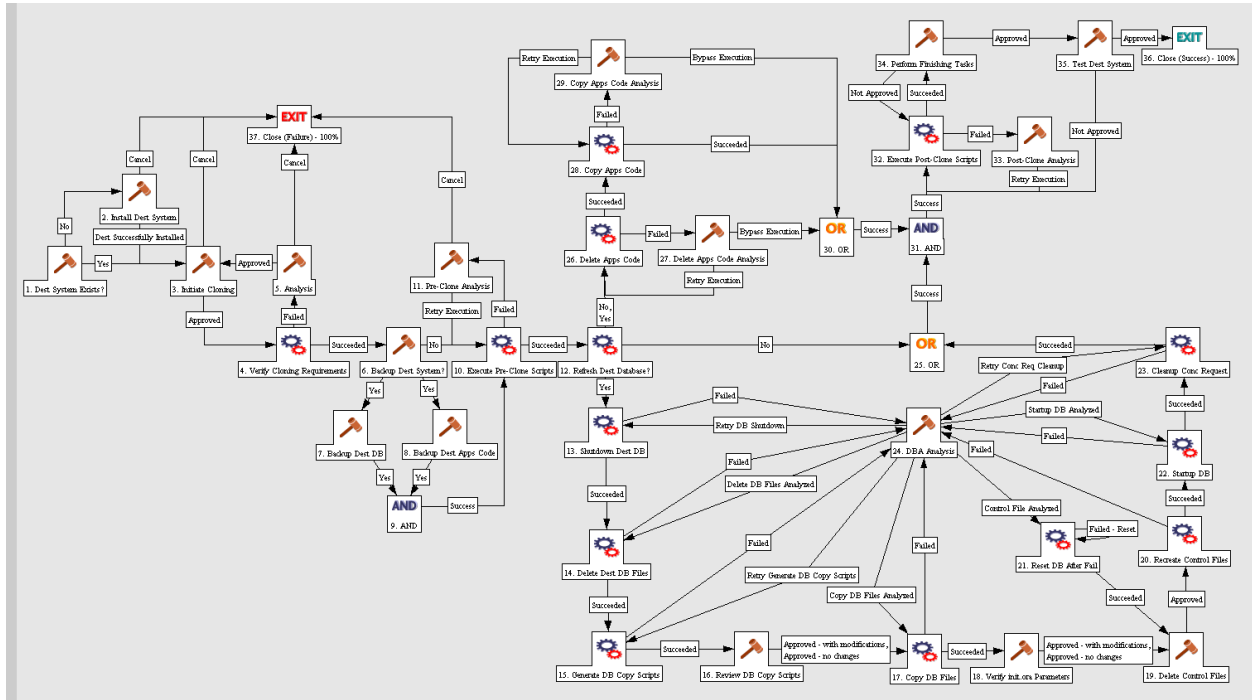 EXIT
34. Perform Finishing Tasks
Approved
35. Test Dest System
Approved
EXIT
36. Close (Success) - 100%
Retry Execution
29. Copy Apps Code Analysis
Bypass Execution
Not Approved
Succeeded
Failed
EXIT
37. Close (Failure) - 100%
28. Copy Apps Code
Succeeded
32. Execute Post-Clone Scripts
Failed
33. Post-Clone Analysis
Not Approved
Retry Execution
Cancel
Cancel
Cancel
Cancel
2. Install Dest System
No
Dest Successfully Installed
Succeeded
Success
1. Dest System Exists?
Yes
3. Initiate Cloning
Approved
5. Analysis
26. Delete Apps Code
Failed
27. Delete Apps Code Analysis
Bypass Execution
OR
30. OR
Success
AND
31. AND
Retry Execution
11. Pre-Clone Analysis
Retry Execution
Failed
Approved
Failed
No,
Yes
Success
4. Verify Cloning Requirements
Succeeded
6. Backup Dest System?
No
10. Execute Pre-Clone Scripts
Succeeded
12. Refresh Dest Database?
No
OR
25. OR
Succeeded
23. Cleanup Conc Request
Retry Conc Req Cleanup
Failed
Yes
Yes
Yes
Failed
Succeeded
7. Backup Dest DB
8. Backup Dest Apps Code
13. Shutdown Dest DB
Retry DB Shutdown
24. DBA Analysis
Startup DB Analyzed
Failed
22. Startup DB
Yes
Yes
AND
9. AND
Success
Succeeded
Failed
Delete DB Files Analyzed
Succeeded
Control File Analyzed
14. Delete Dest DB Files
Failed
Failed
21. Reset DB After Fail
Failed - Reset
20. Recreate Control Files
Failed
Retry Generate DB Copy Scripts
Copy DB Files Analyzed
Succeeded
Succeeded
Approved
15. Generate DB Copy Scripts
Succeeded
16. Review DB Copy Scripts
Approved - with modifications,
Approved - no changes
17. Copy DB Files
Succeeded
18. Verify init.ora Parameters
Approved - with modifications,
Approved - no changes
19. Delete Control Files